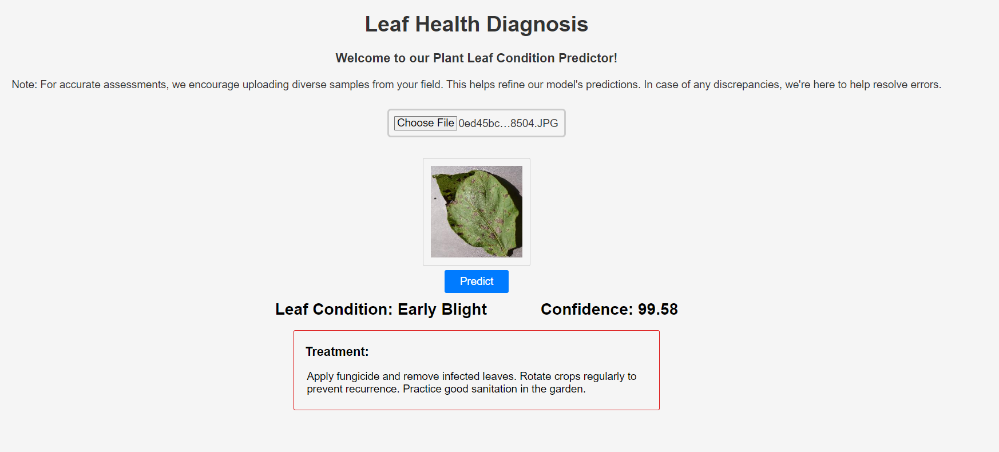 Leaf Health Diagnosis
Welcome to our Plant Leaf Condition Predictor!
Note: For accurate assessments, we encourage uploading diverse samples from your field. This helps refine our model's predictions. In case of any discrepancies, we're here to help resolve errors.
Choose File 0ed45bc…8504.JPG
Predict
Leaf Condition: Early Blight Confidence: 99.58
Treatment:
Apply fungicide and remove infected leaves. Rotate crops regularly to
prevent recurrence. Practice good sanitation in the garden.